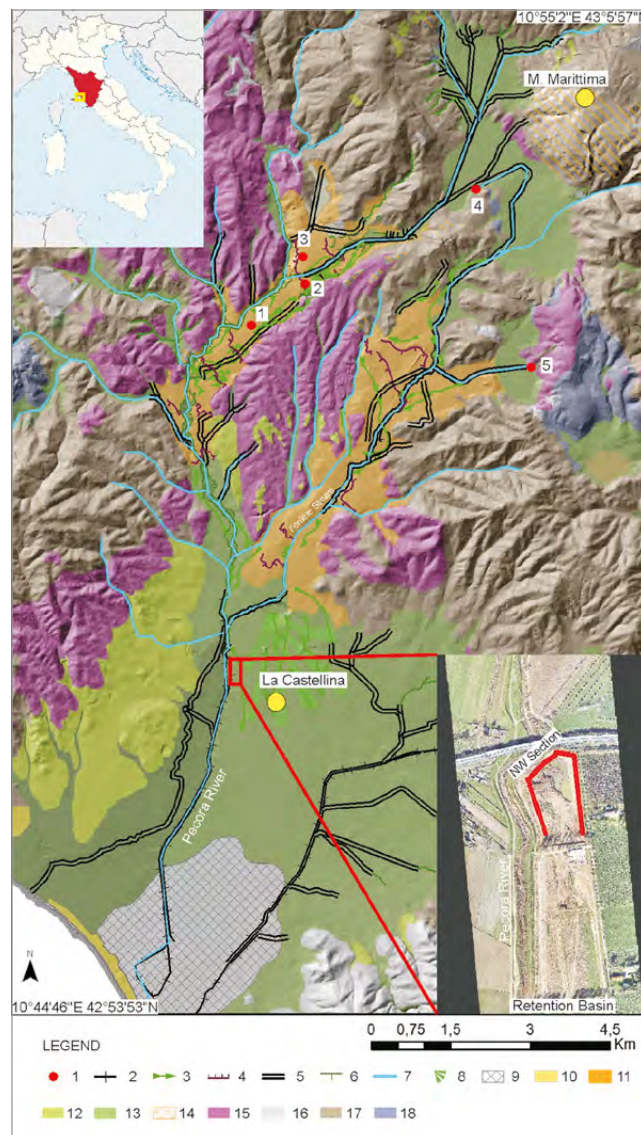 10°55'2"E 43°5'57"N
M. Marittima
4
3
2
1
5
La Castellina
Pecora River
NW Section
Pecora River
Retention Basin
N
10°44'46"E 42°53'53"N
0 0,75 1,5 3 4,5
Km
LEGEND
1 2 3 4 5 6 7 8 9 10 11
12 13 14 15 16 17 18